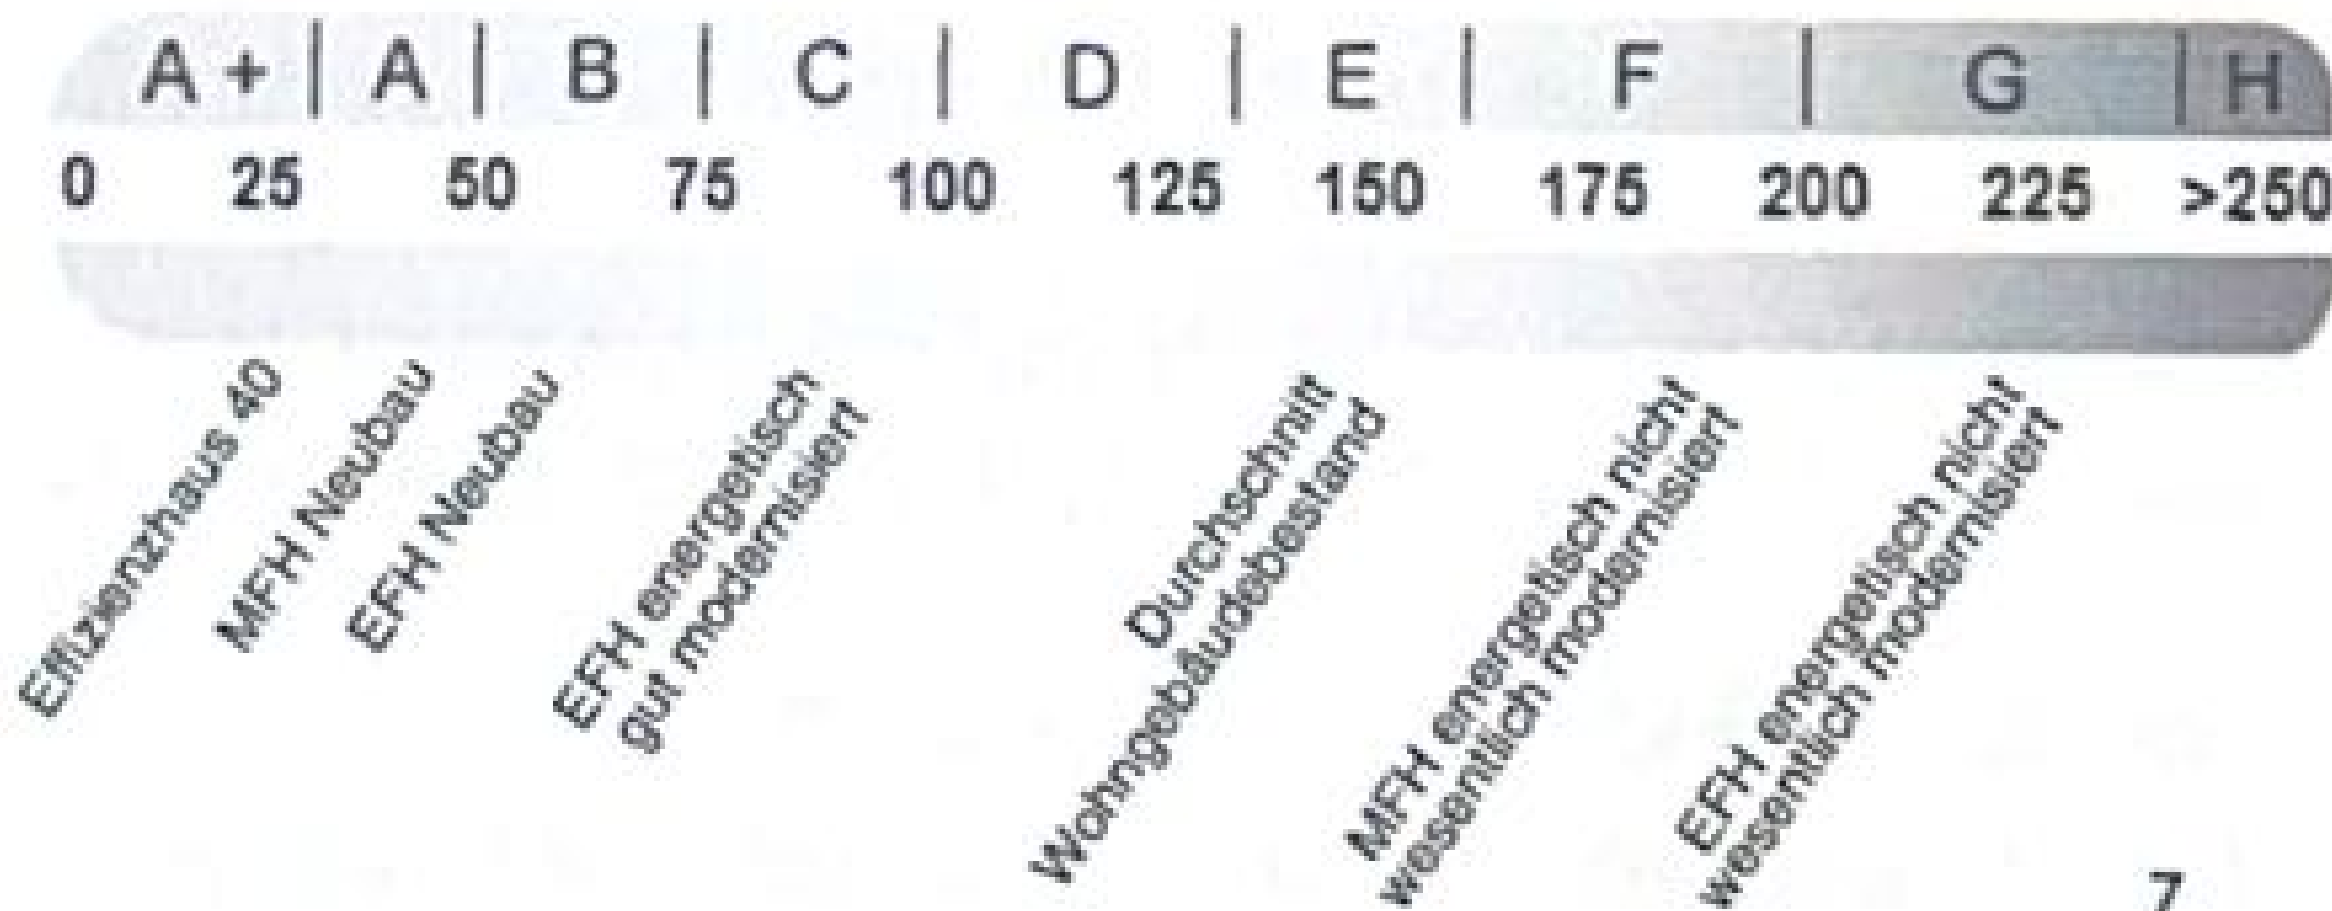 A+ | A | B | C | D | E | F | G | H
0 25 50 75 100 125 150 175 200 225 >250
Effizienzhaus 40
MFH Neubau
EFH Neubau
EFH energetisch
gut modernisiert
Durchschnitt
Wohngebäudebestand
MFH energetisch nicht
wesentlich modernisiert
EFH energetisch nicht
wesentlich modernisiert
7